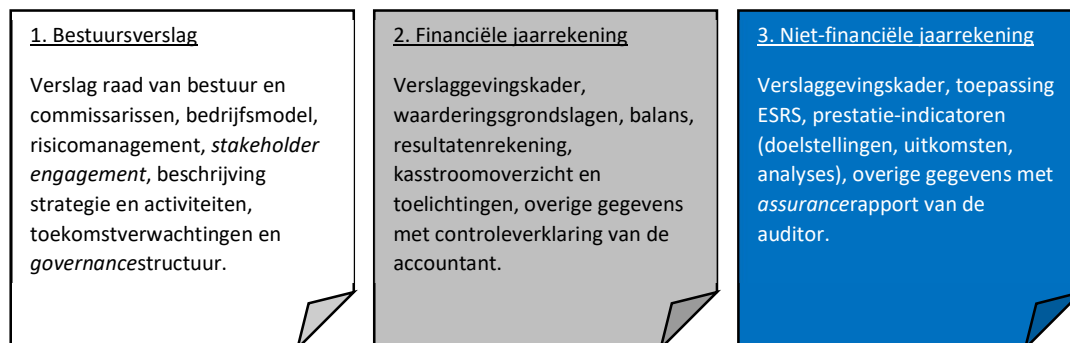 1. Bestuursverslag
Verslag raad van bestuur en
commissarissen, bedrijfsmodel,
risicomanagement, stakeholder
engagement, beschrijving
strategie en activiteiten,
toekomstverwachtingen en
governancestructuur.
2. Financiële jaarrekening
Verslaggevingskader,
waarderingsgrondslagen, balans,
resultatenrekening,
kasstroomoverzicht en
toelichtingen, overige gegevens
met controleverklaring van de
accountant.
3. Niet-financiële jaarrekening
Verslaggevingskader, toepassing
ESRS, prestatie-indicatoren
(doelstellingen, uitkomsten,
analyses), overige gegevens met
assurancerapport van de
auditor.